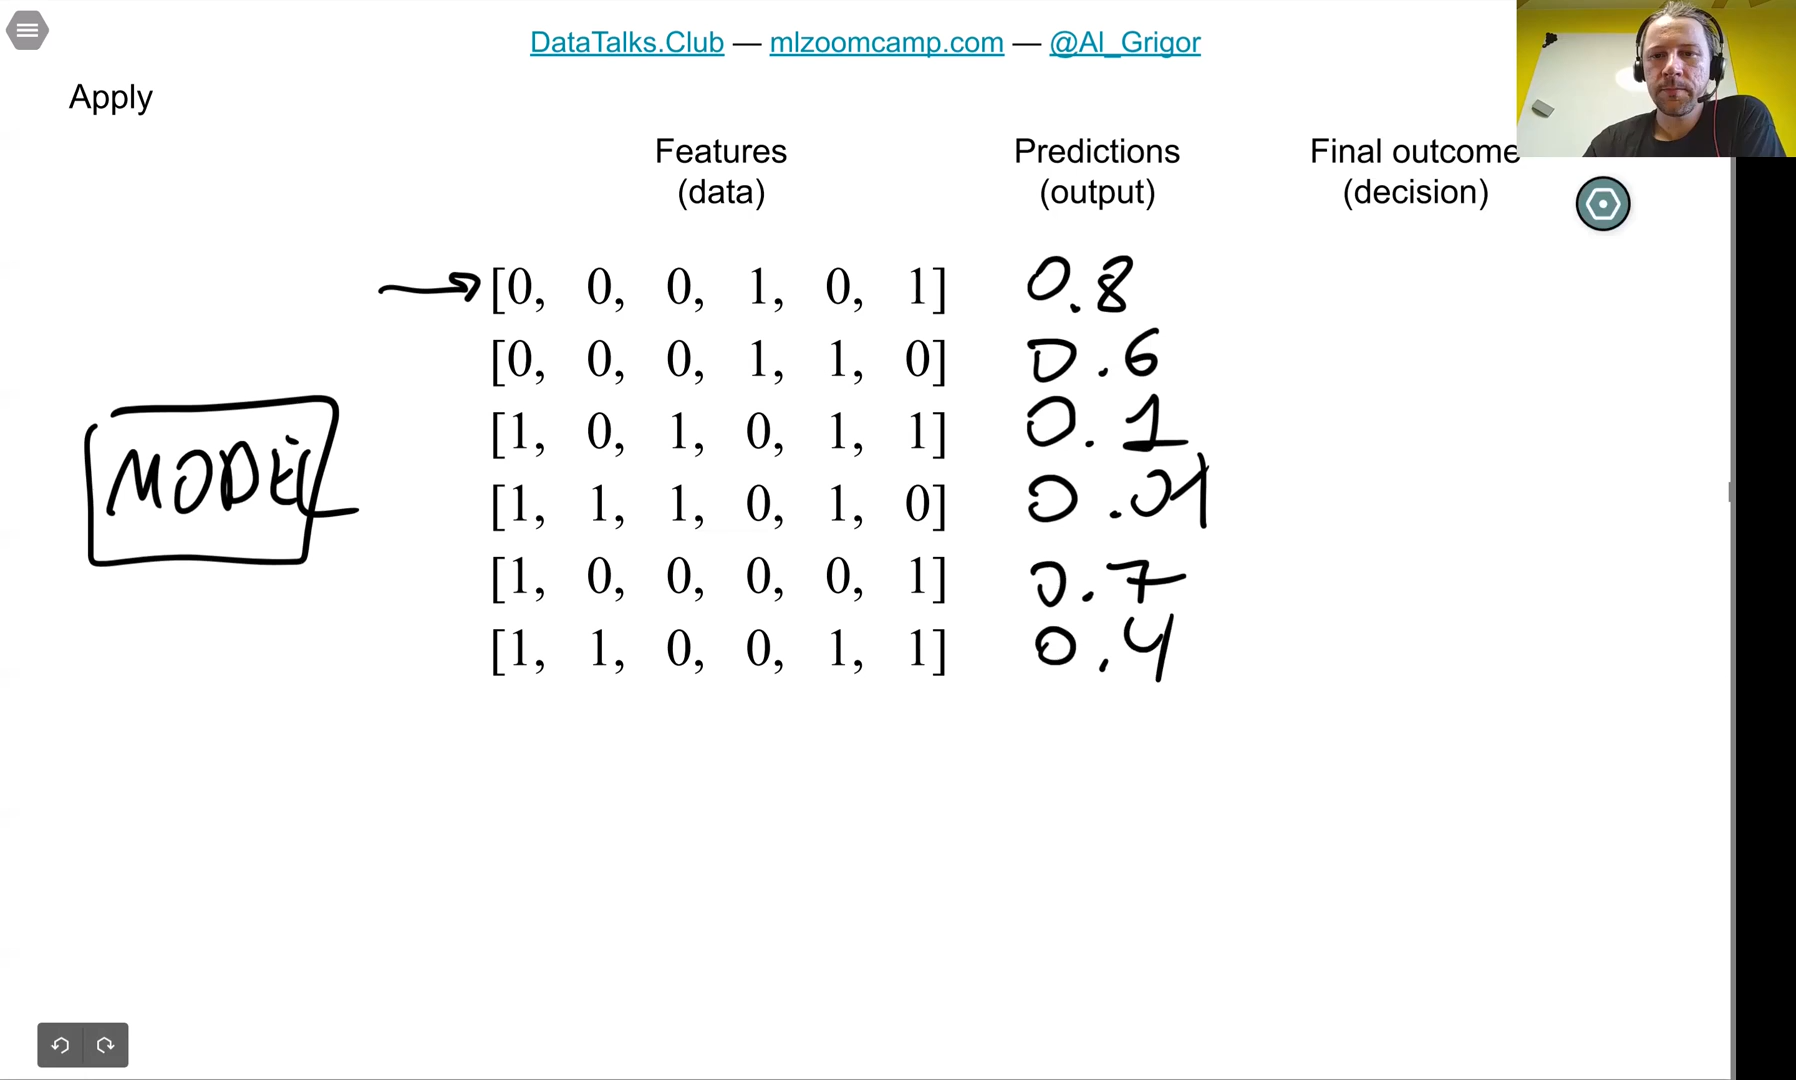 DataTalks.Club — mlzoomcamp.com — @Al_Grigor
Apply
Features (data)
Predictions (output)
Final outcome (decision)
[0, 0, 0, 1, 0, 1] 0.8
[0, 0, 0, 1, 1, 0] 0.6
[1, 0, 1, 0, 1, 1] 0.1
[1, 1, 1, 0, 1, 0] 0.01
[1, 0, 0, 0, 0, 1] 0.7
[1, 1, 0, 0, 1, 1] 0.4
MODEL